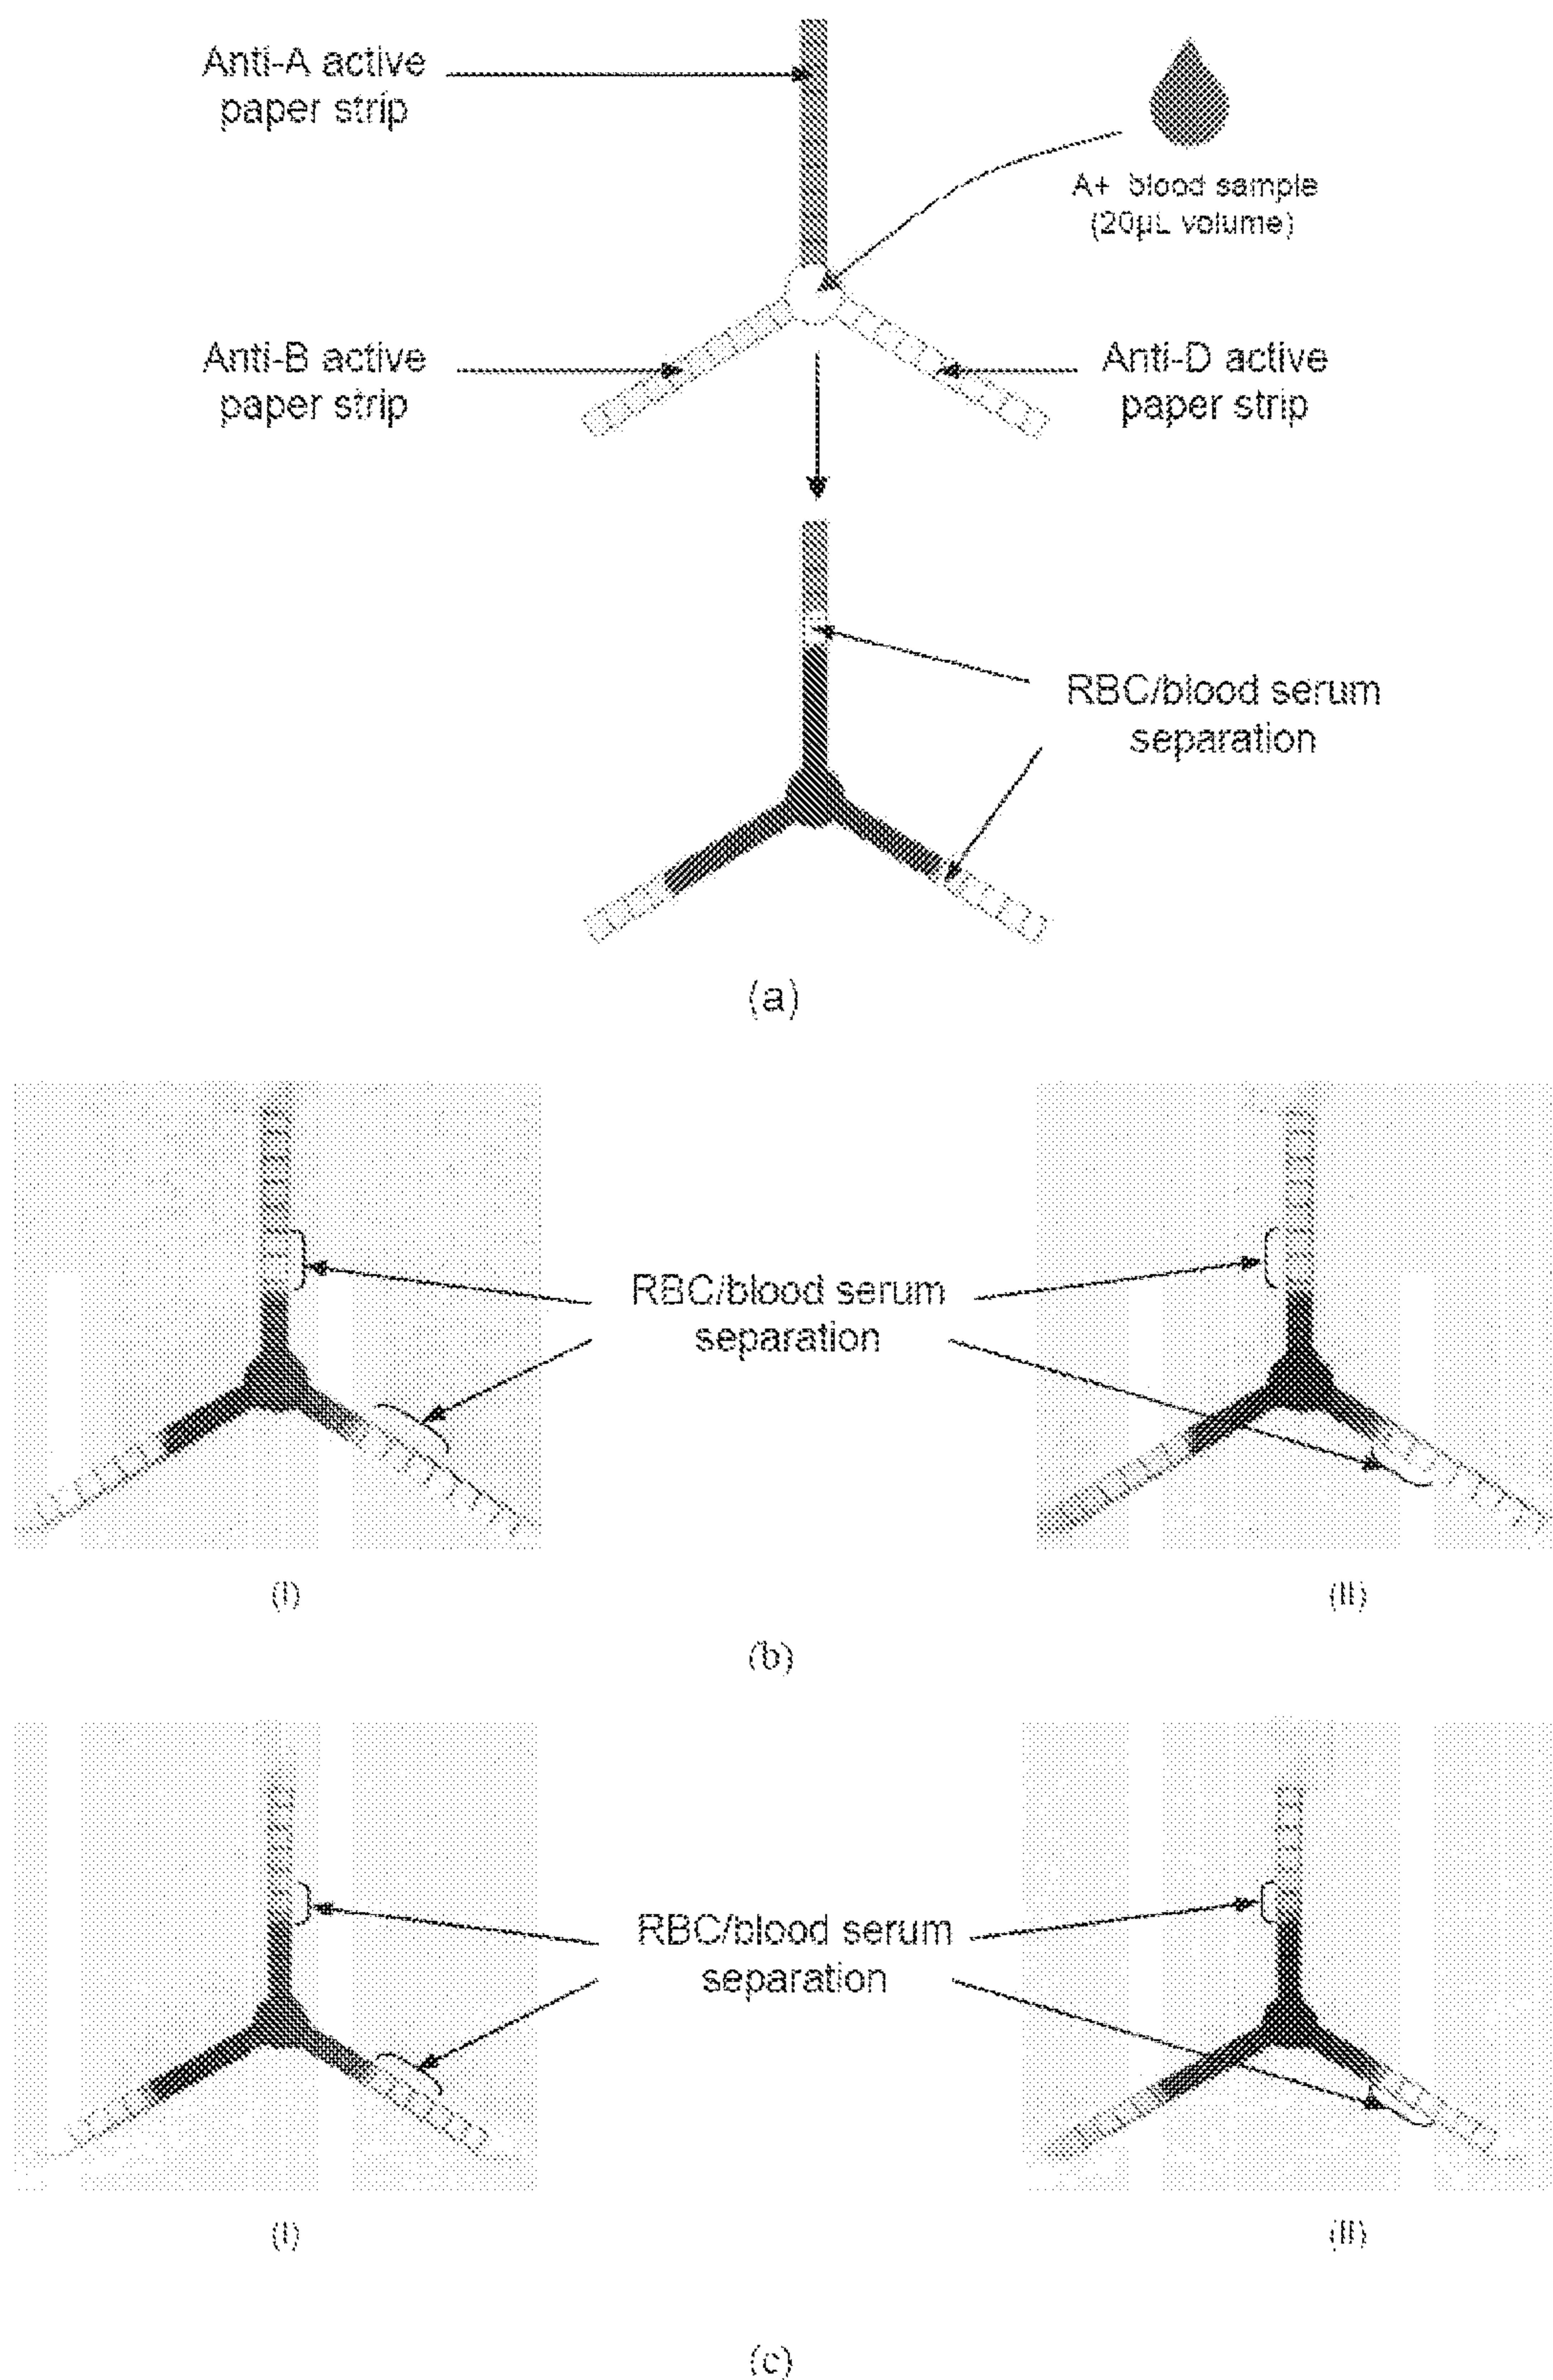 Anti-A active
paper strip
A+ blood sample
(20µL volume)
Anti-B active
paper strip
Anti-D active
paper strip
RBC/blood serum
separation
(a)
RBC/blood serum
separation
(I)
(II)
(b)
RBC/blood serum
separation
(I)
(II)
(c)